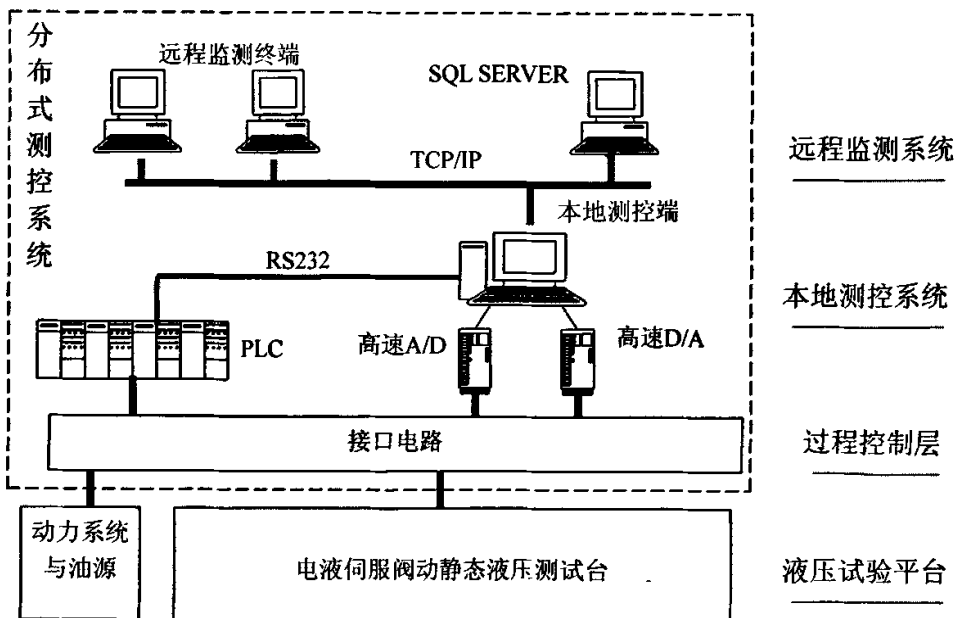 分布式测控系统
远程监测终端
SQL SERVER
TCP/IP
远程监测系统
本地测控端
RS232
本地测控系统
PLC
高速A/D
高速D/A
接口电路
过程控制层
动力系统
与油源
电液伺服阀动静态液压测试台
液压试验平台